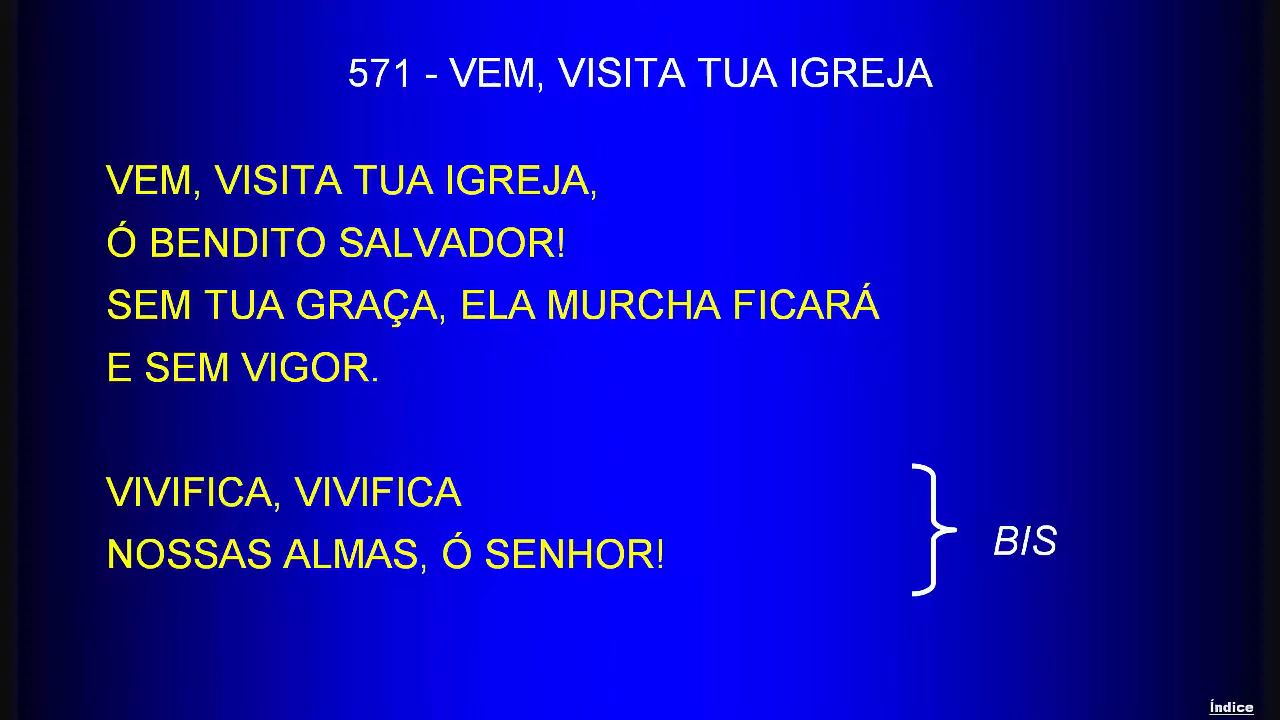 571 - VEM, VISITA TUA IGREJA
VEM, VISITA TUA IGREJA,
Ó BENDITO SALVADOR!
SEM TUA GRAÇA, ELA MURCHA FICARÁ
E SEM VIGOR.
VIVIFICA, VIVIFICA
NOSSAS ALMAS, Ó SENHOR!
BIS
Índice